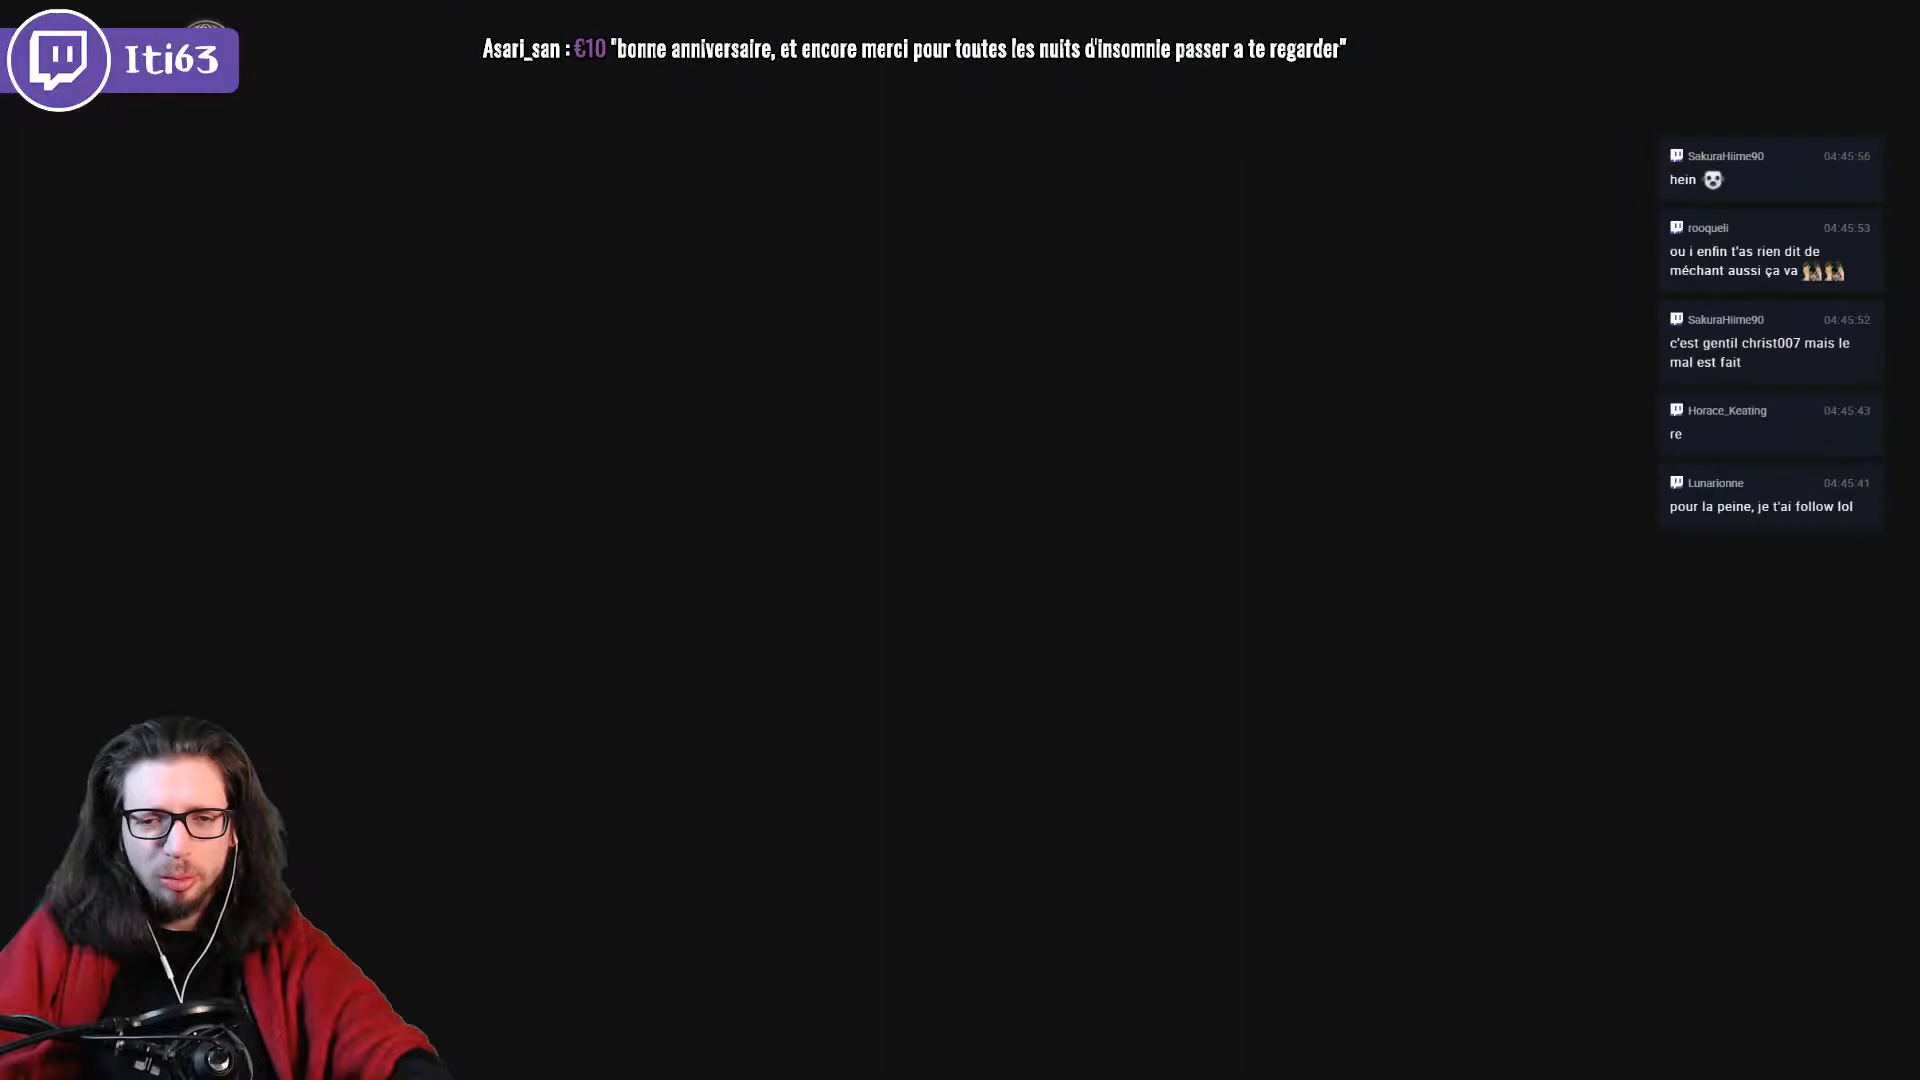 Iti63
Asari_san : €10 "bonne anniversaire, et encore merci pour toutes les nuits d'insomnie passer a te regarder"
SakuraHiime90 04:45:56
hein
rooqueli 04:45:53
ou i enfin t'as rien dit de
méchant aussi ça va
SakuraHiime90 04:45:52
c'est gentil christ007 mais le
mal est fait
Horace_Keating 04:45:43
re
Lunarionne 04:45:41
pour la peine, je t'ai follow lol